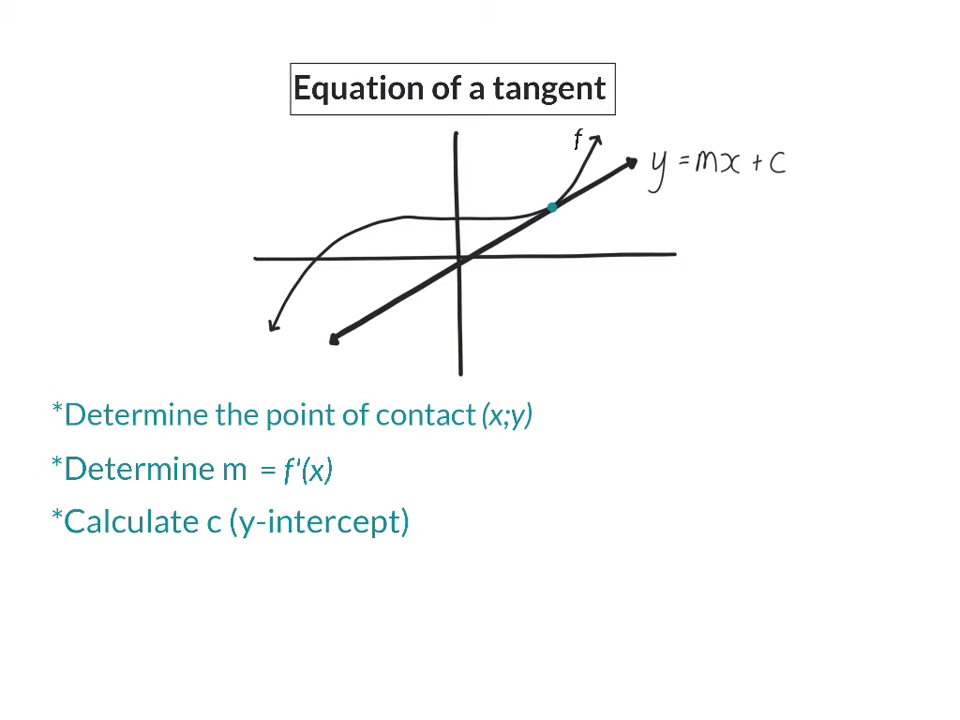 Equation of a tangent
f
y = mx + c
*Determine the point of contact (x;y)
*Determine m = f'(x)
*Calculate c (y-intercept)